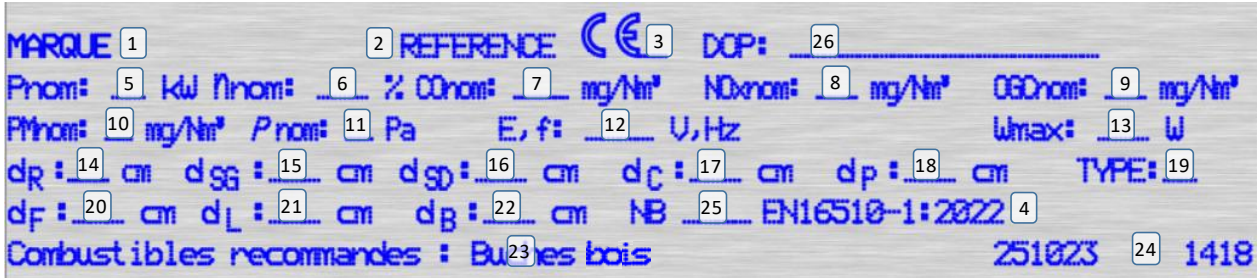 MARQUE 1 2 REFERENCE CE 3 DOP: 26
Pnom: 5 kW ηnom: 6 % COnom: 7 mg/Nm³ NOxnom: 8 mg/Nm³ OGCnom: 9 mg/Nm³
PMnom: 10 mg/Nm³ Pnom: 11 Pa E,f: 12 V,Hz Wmax: 13 W
dR: 14 cm dSG: 15 cm dSD: 16 cm dC: 17 cm dP: 18 cm TYPE: 19
dF: 20 cm dL: 21 cm dB: 22 cm NB 25 EN16510-1:2022 4
Combustibles recommandes : Bu 23 hes bois 251023 24 1418